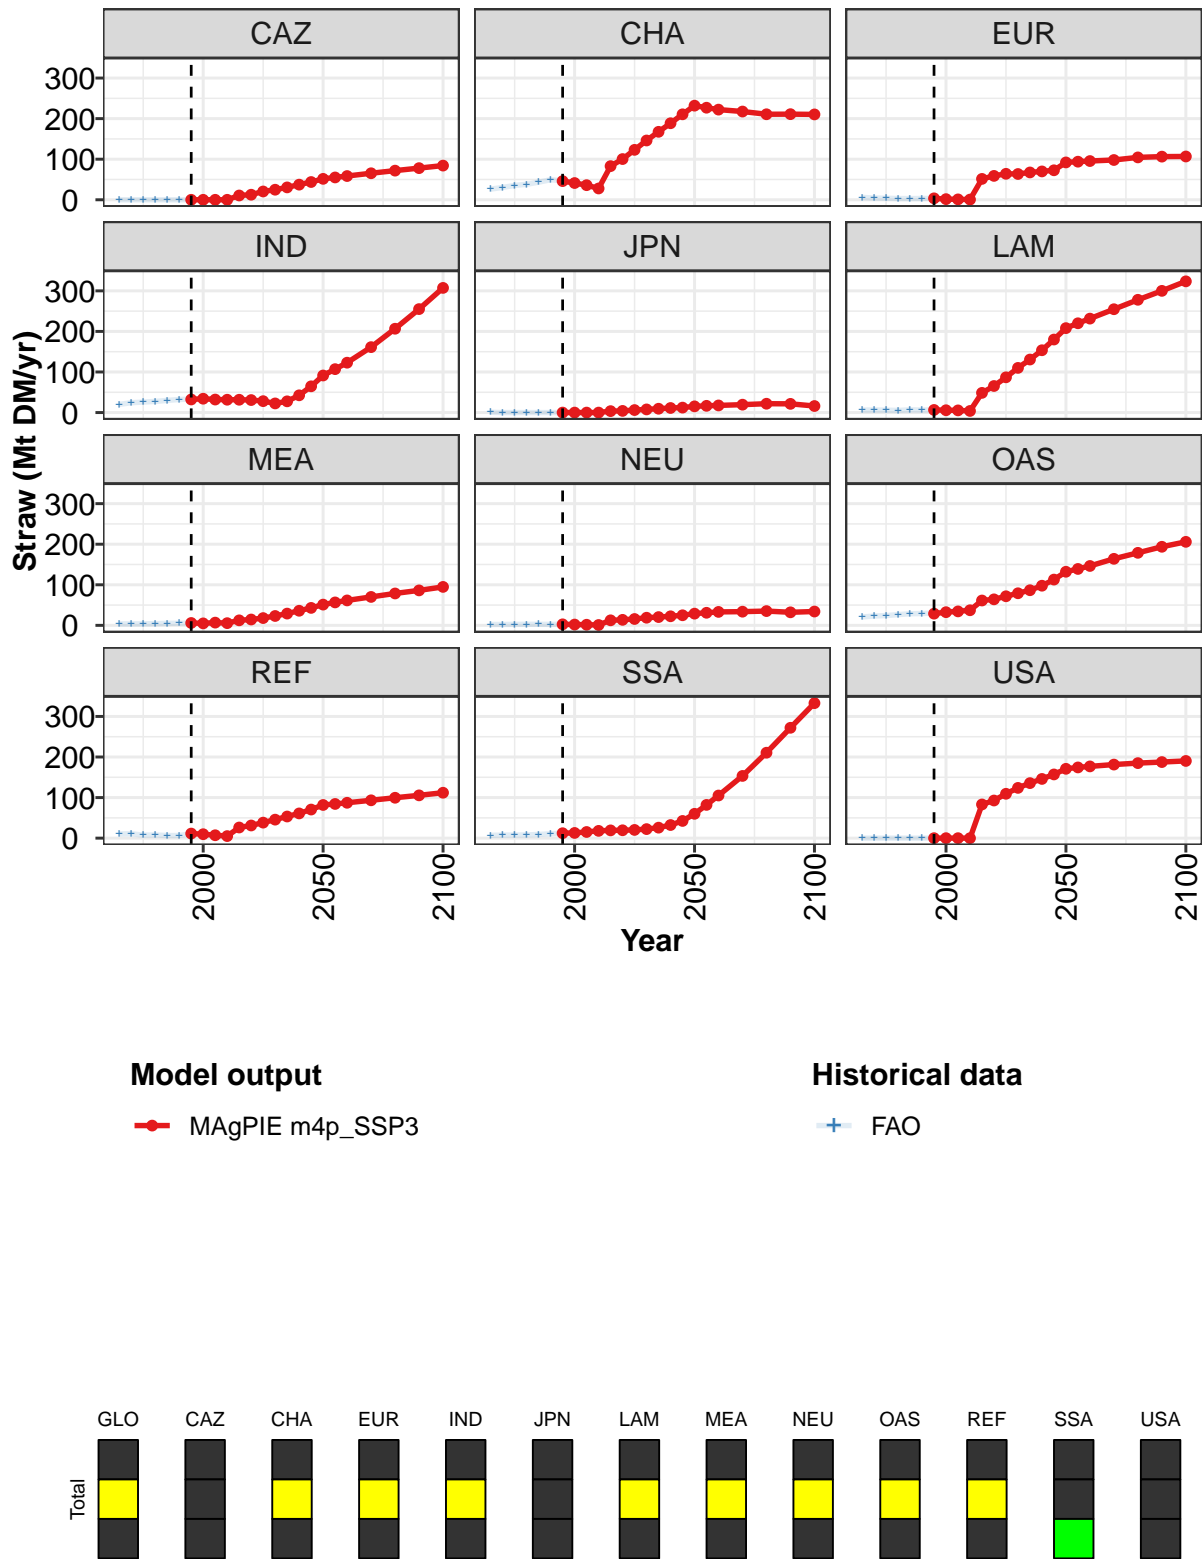 CAZ CHA EUR
300
200
100
0
IND JPN LAM
300
200
100
0
MEA NEU OAS
300
200
100
0
REF SSA USA
300
200
100
0
Straw (Mt DM/yr)
2000 2050 2100 2000 2050 2100 2000 2050 2100
Year
Model output Historical data
MAgPIE m4p_SSP3 FAO
GLO CAZ CHA EUR IND JPN LAM MEA NEU OAS REF SSA USA
Total